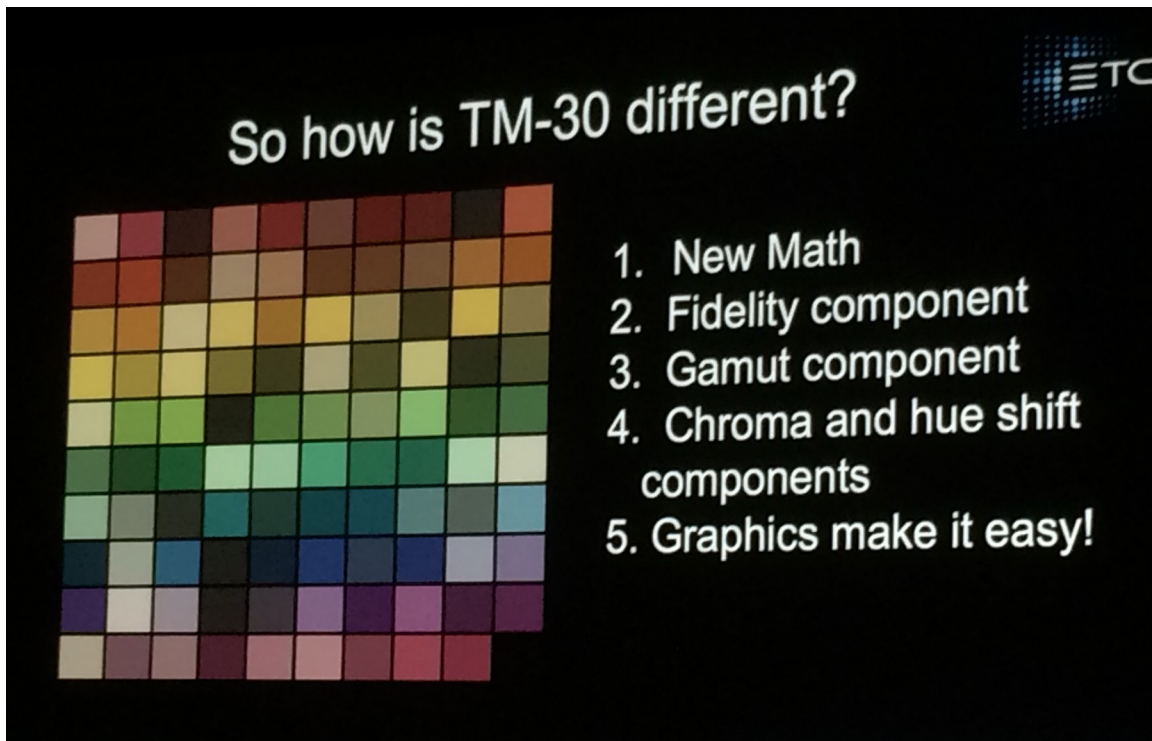 ETC
So how is TM-30 different?
1. New Math
2. Fidelity component
3. Gamut component
4. Chroma and hue shift
components
5. Graphics make it easy!